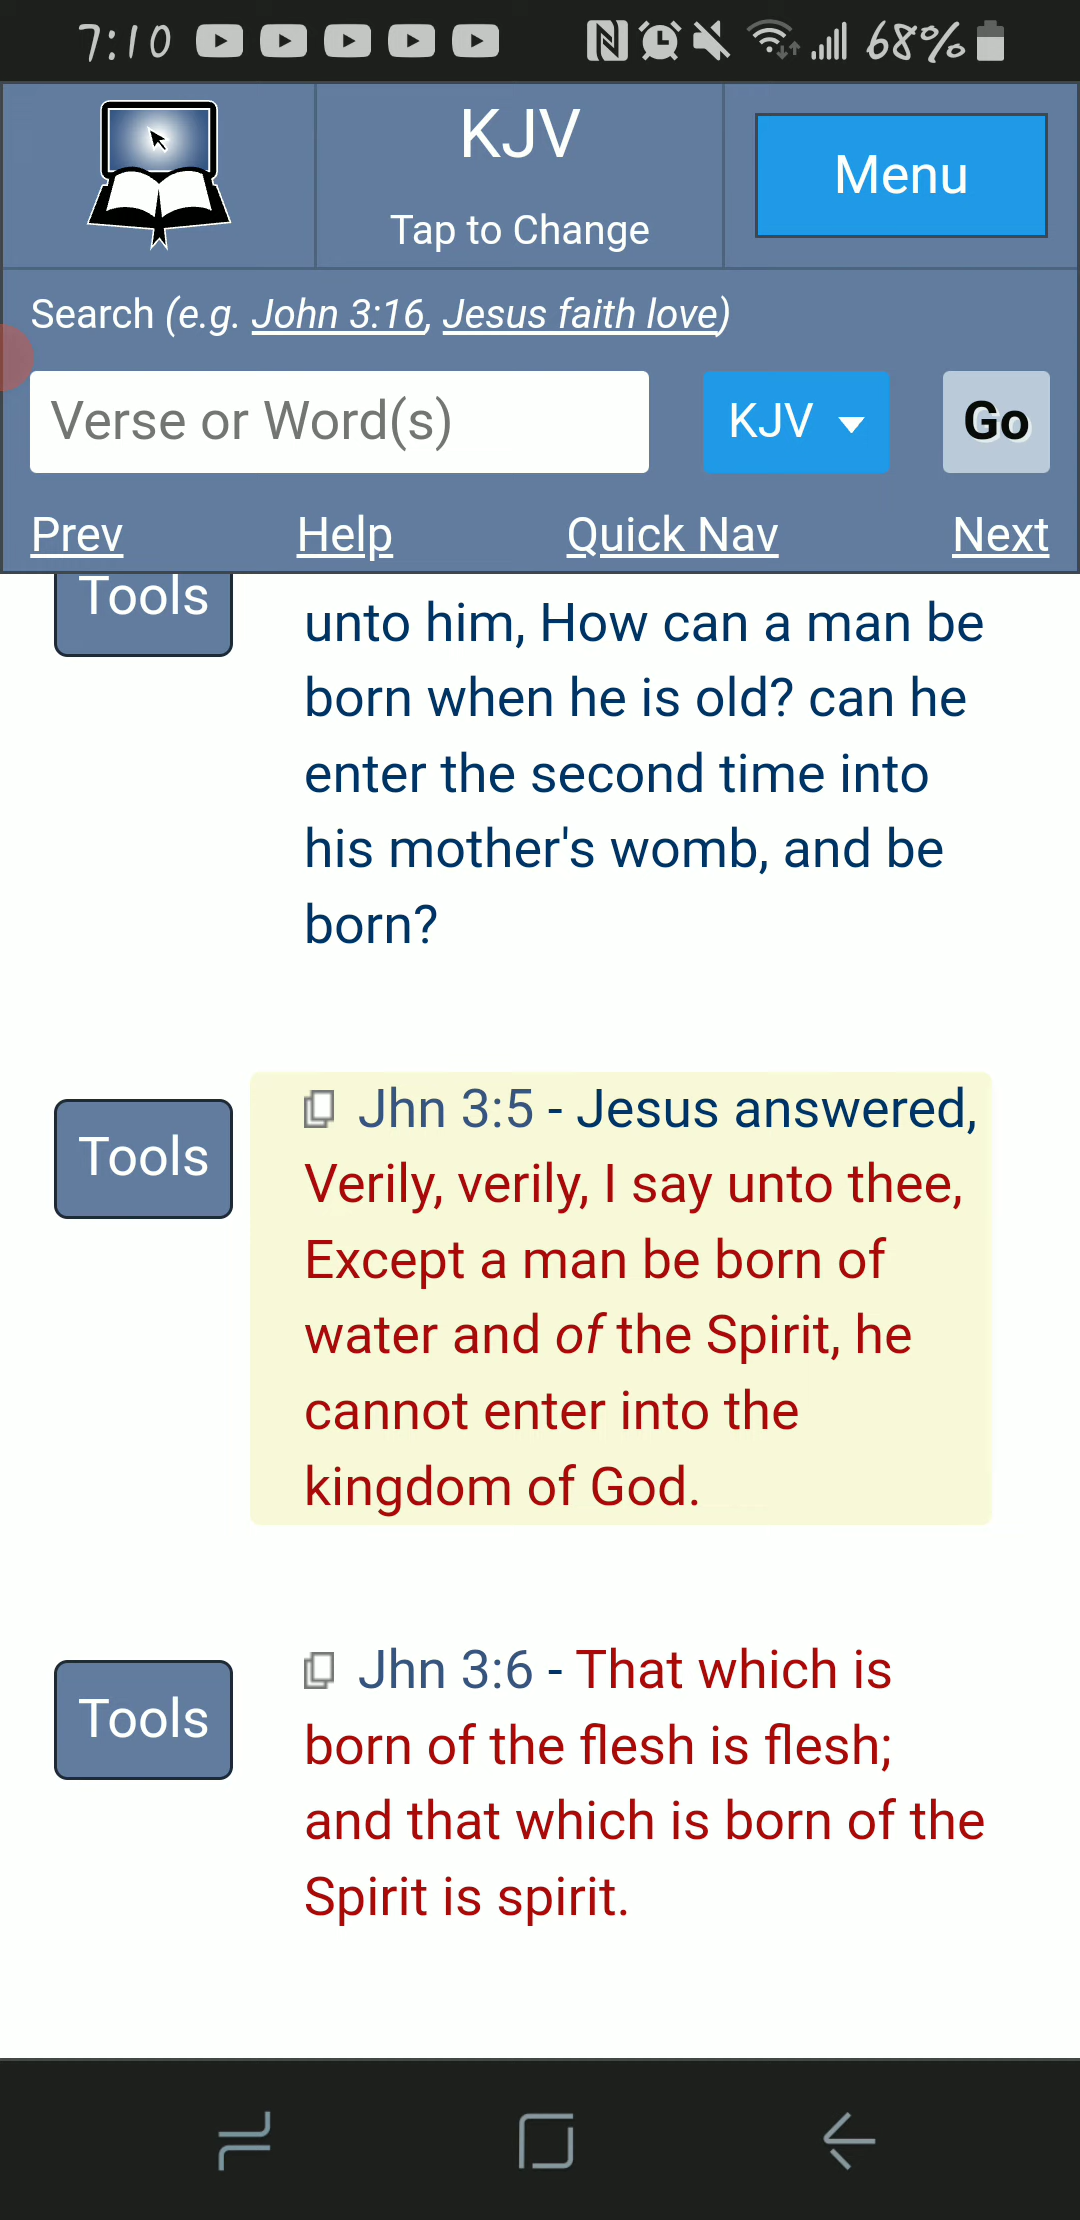 7:10 68%
KJV
Tap to Change
Menu
Search (e.g. John 3:16, Jesus faith love)
Verse or Word(s) KJV Go
Prev Help Quick Nav Next
Tools
unto him, How can a man be
born when he is old? can he
enter the second time into
his mother's womb, and be
born?
Tools
Jhn 3:5 - Jesus answered,
Verily, verily, I say unto thee,
Except a man be born of
water and of the Spirit, he
cannot enter into the
kingdom of God.
Tools
Jhn 3:6 - That which is
born of the flesh is flesh;
and that which is born of the
Spirit is spirit.